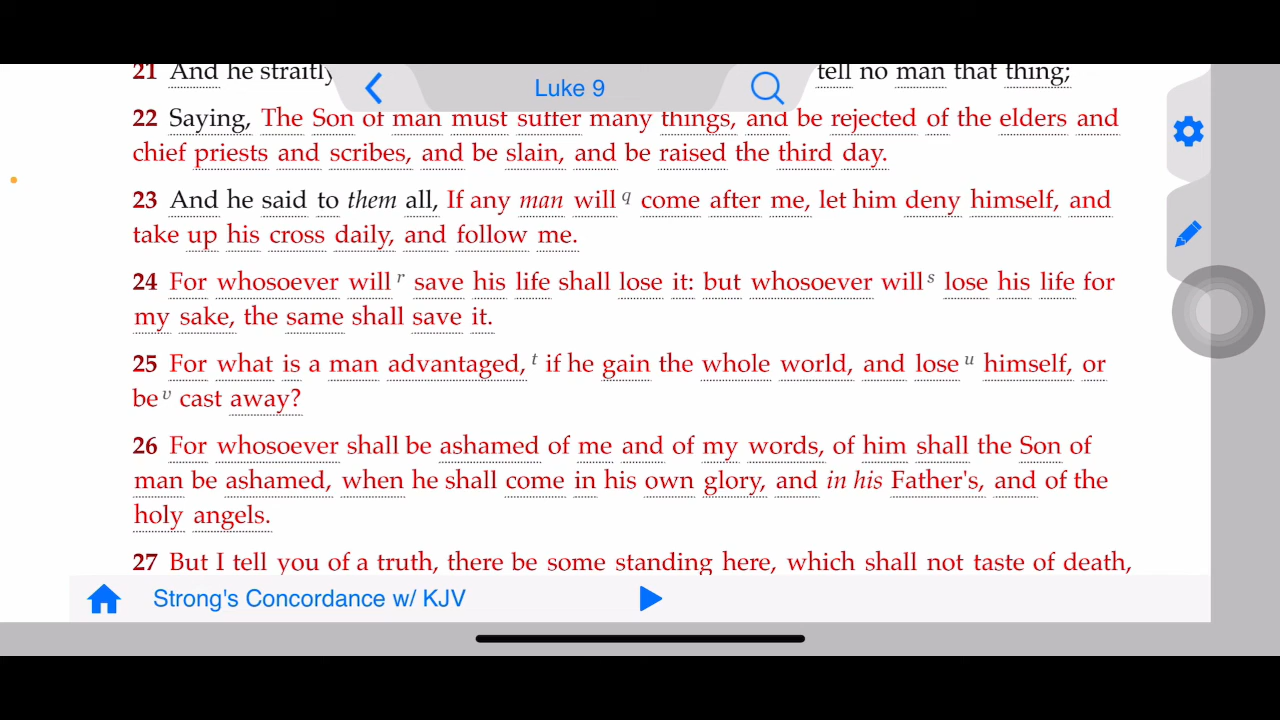 21 And he straitly tell no man that thing;
Luke 9
22 Saying, The Son of man must suffer many things, and be rejected of the elders and
chief priests and scribes, and be slain, and be raised the third day.
23 And he said to them all, If any man will q come after me, let him deny himself, and
take up his cross daily, and follow me.
24 For whosoever will r save his life shall lose it: but whosoever will s lose his life for
my sake, the same shall save it.
25 For what is a man advantaged, t if he gain the whole world, and lose u himself, or
be v cast away?
26 For whosoever shall be ashamed of me and of my words, of him shall the Son of
man be ashamed, when he shall come in his own glory, and in his Father's, and of the
holy angels.
27 But I tell you of a truth, there be some standing here, which shall not taste of death,
Strong's Concordance w/ KJV